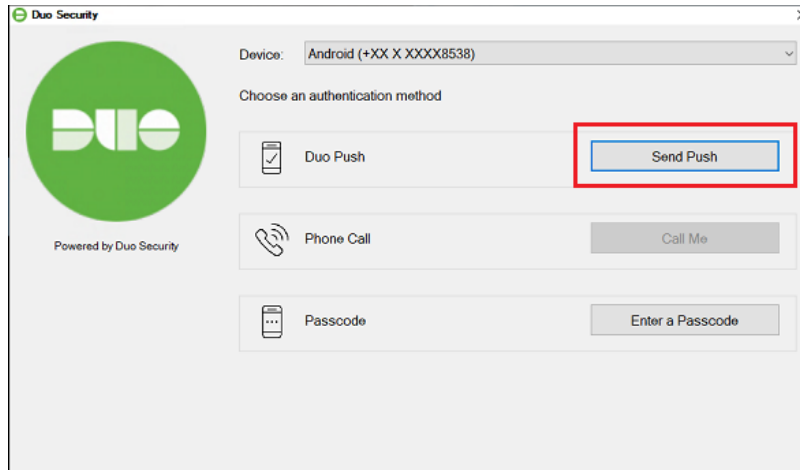 Duo Security
Device: Android (+XX X XXXX8538)
Choose an authentication method
DUO
Duo Push Send Push
Powered by Duo Security
Phone Call Call Me
Passcode Enter a Passcode